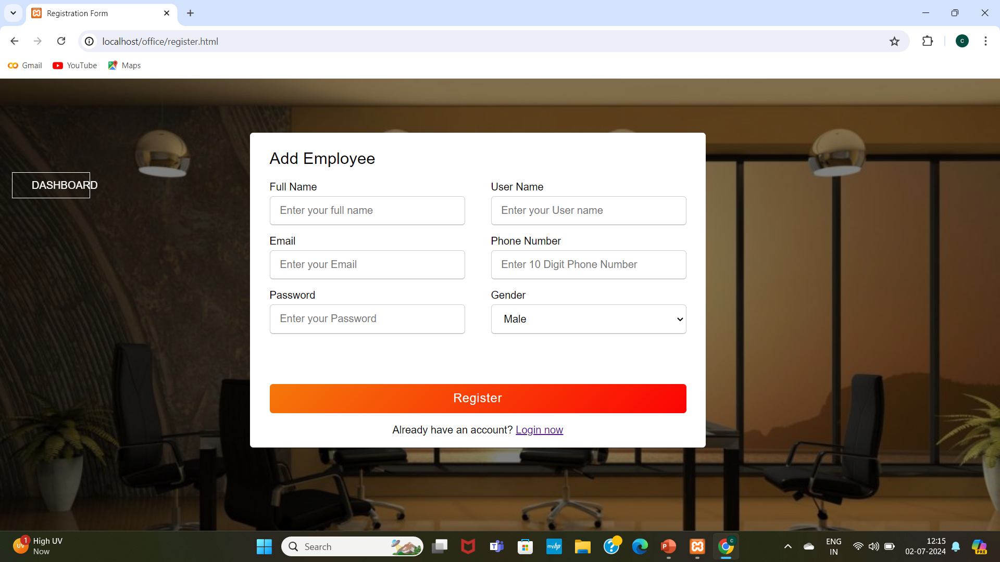 Registration Form
localhost/office/register.html
Gmail YouTube Maps
DASHBOARD
Add Employee
Full Name User Name
Enter your full name Enter your User name
Email Phone Number
Enter your Email Enter 10 Digit Phone Number
Password Gender
Enter your Password Male
Register
Already have an account? Login now
UV 1 High UV
Now
Search
myhp
C
C
ENG
IN
12:15
02-07-2024
PRE